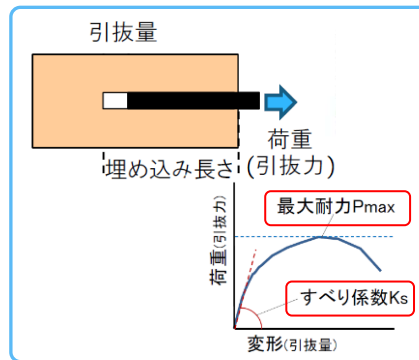 引抜量
荷重
埋め込み長さ
(引抜力)
最大耐力Pmax
荷重(引抜力)
すべり係数Ks
変形(引抜量)